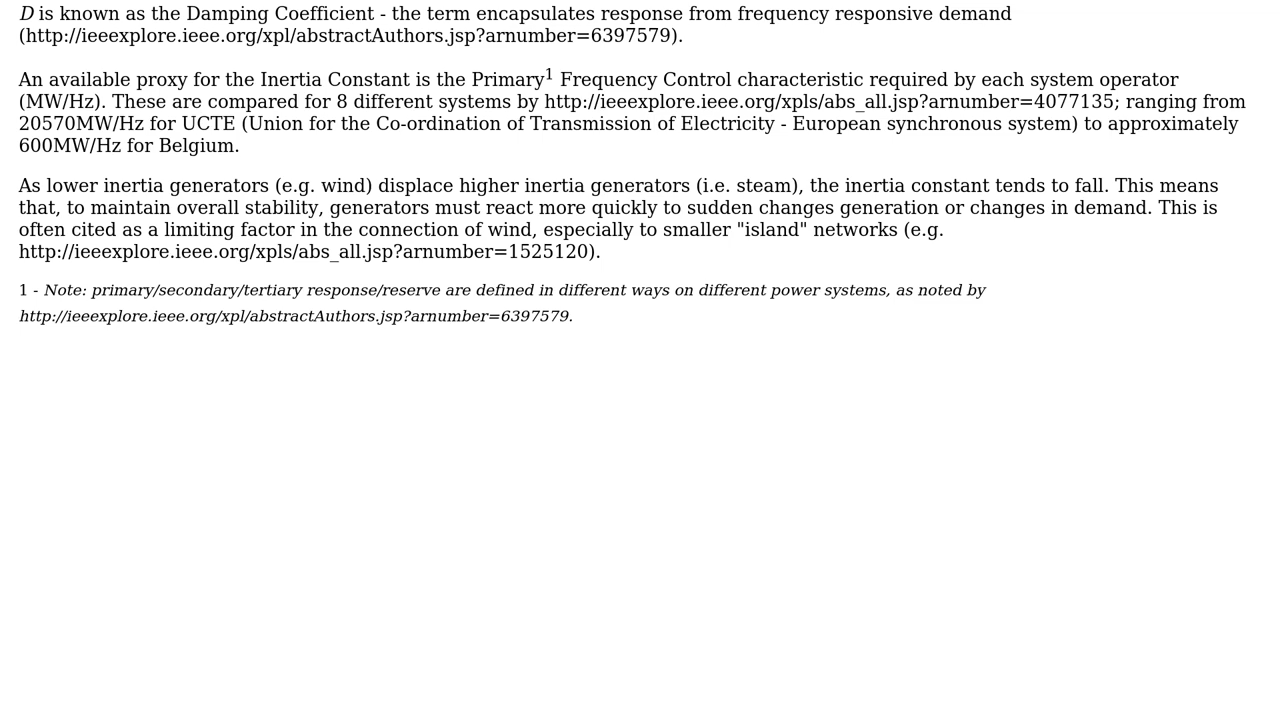 D is known as the Damping Coefficient - the term encapsulates response from frequency responsive demand
(http://ieeexplore.ieee.org/xpl/abstractAuthors.jsp?arnumber=6397579).
An available proxy for the Inertia Constant is the Primary1 Frequency Control characteristic required by each system operator
(MW/Hz). These are compared for 8 different systems by http://ieeexplore.ieee.org/xpls/abs_all.jsp?arnumber=4077135; ranging from
20570MW/Hz for UCTE (Union for the Co-ordination of Transmission of Electricity - European synchronous system) to approximately
600MW/Hz for Belgium.
As lower inertia generators (e.g. wind) displace higher inertia generators (i.e. steam), the inertia constant tends to fall. This means
that, to maintain overall stability, generators must react more quickly to sudden changes generation or changes in demand. This is
often cited as a limiting factor in the connection of wind, especially to smaller "island" networks (e.g.
http://ieeexplore.ieee.org/xpls/abs_all.jsp?arnumber=1525120).
1 - Note: primary/secondary/tertiary response/reserve are defined in different ways on different power systems, as noted by
http://ieeexplore.ieee.org/xpl/abstractAuthors.jsp?arnumber=6397579.